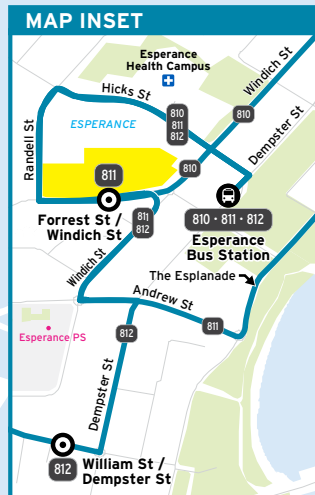 MAP INSET
Esperance
Health Campus
Windich St
Hicks St
810
811
812
810
Dempster St
ESPERANCE
Randell St
811
810
810 • 811 • 812
Forrest St /
Windich St
811
812
Esperance
Bus Station
Windich St
The Esplanade
Andrew St
811
812
Esperance PS
Dempster St
812
William St /
Dempster St